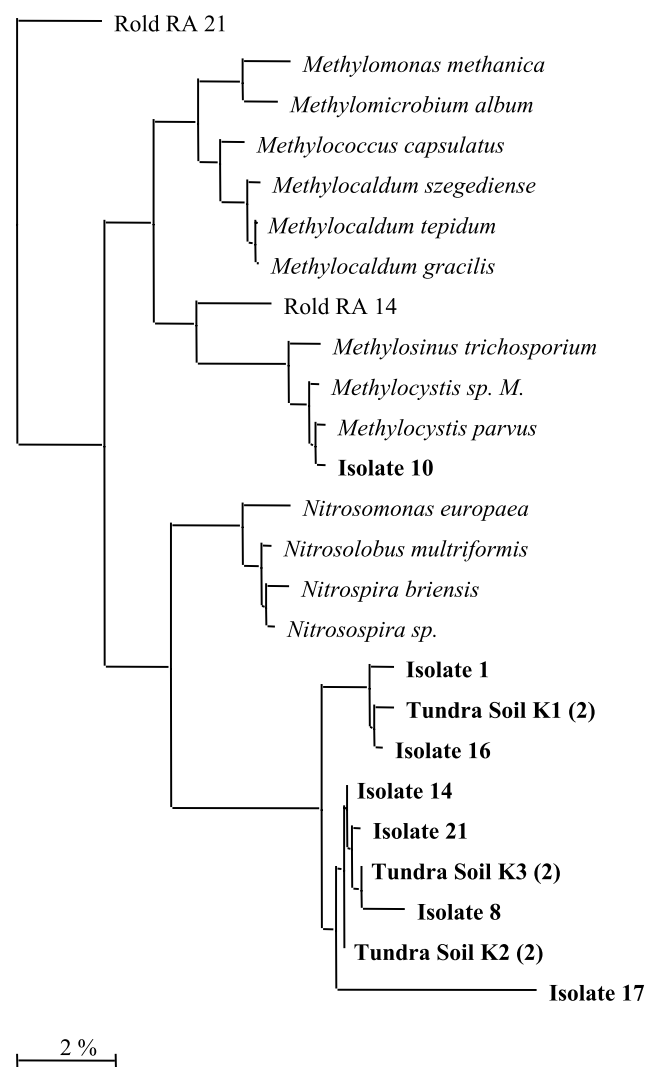 Rold RA 21
Methylomonas methanica
Methylomicrobium album
Methylococcus capsulatus
Methylocaldum szegediense
Methylocaldum tepidum
Methylocaldum gracilis
Rold RA 14
Methylosinus trichosporium
Methylocystis sp. M.
Methylocystis parvus
Isolate 10
Nitrosomonas europaea
Nitrosolobus multriformis
Nitrospira briensis
Nitrosospira sp.
Isolate 1
Tundra Soil K1 (2)
Isolate 16
Isolate 14
Isolate 21
Tundra Soil K3 (2)
Isolate 8
Tundra Soil K2 (2)
Isolate 17
2 %